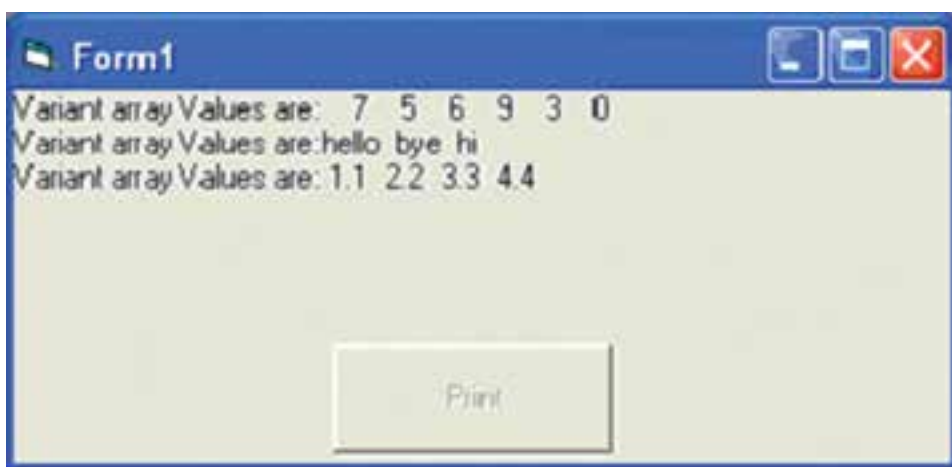 Form1
Variant array Values are: 7 5 6 9 3 0
Variant array Values are:hello bye hi
Variant array Values are: 1.1 2.2 3.3 4.4
Print